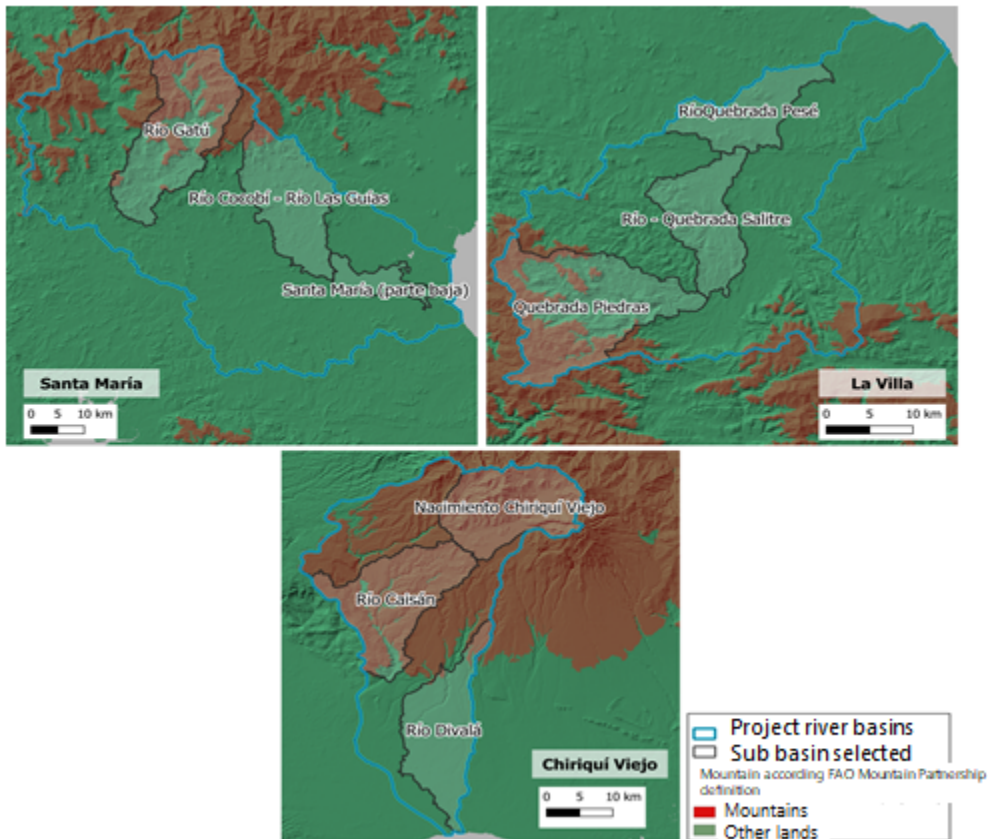 Río Gatú
Río Cocobí - Río Las Guías
Santa María (parte baja)
Santa María
0 5 10 km
RíoQuebrada Pesé
Río - Quebrada Salitre
Quebrada Piedras
La Villa
0 5 10 km
Nacimiento Chiriquí Viejo
Río Caisán
Río Divalá
Chiriquí Viejo
0 5 10 km
Project river basins
Sub basin selected
Mountain according FAO Mountain Partnership
definition
Mountains
Other lands